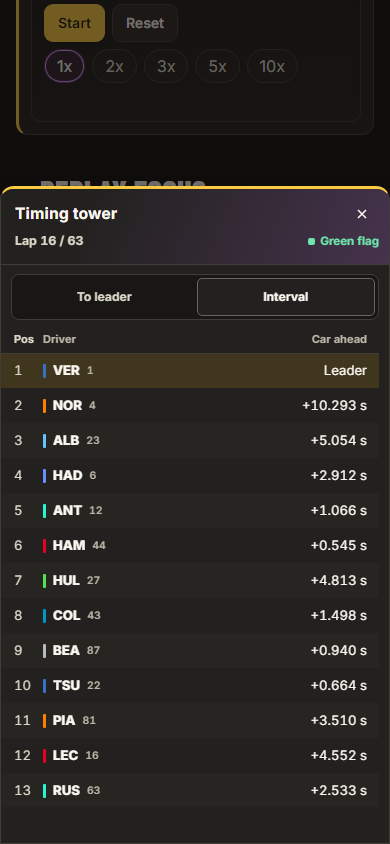 Start Reset
1x 2x 3x 5x 10x
REPLAY FOCUS
Timing tower ×
Lap 16 / 63 Green flag
To leader Interval
Pos Driver Car ahead
1 VER 1 Leader
2 NOR 4 +10.293 s
3 ALB 23 +5.054 s
4 HAD 6 +2.912 s
5 ANT 12 +1.066 s
6 HAM 44 +0.545 s
7 HUL 27 +4.813 s
8 COL 43 +1.498 s
9 BEA 87 +0.940 s
10 TSU 22 +0.664 s
11 PIA 81 +3.510 s
12 LEC 16 +4.552 s
13 RUS 63 +2.533 s